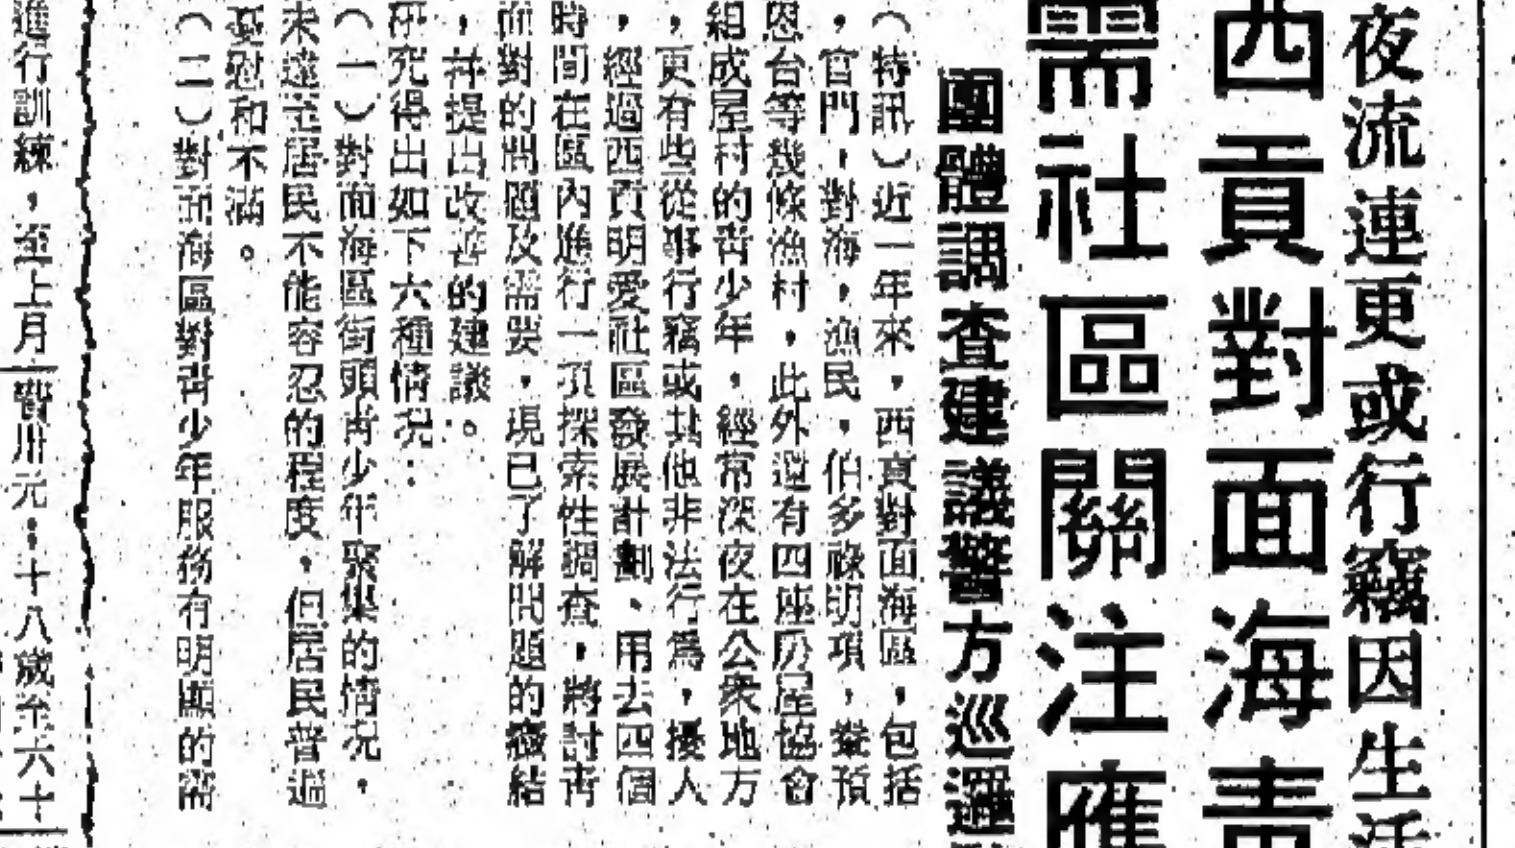 夜流連更或行竊因生活
西貢對面海青
需社區關注應
團體調查建議警方巡邏
（特訊）近一年來，西貢對面海區，包括
，官門，對海，漁民，伯多祿明項，黎預
恩台等幾條漁村，此外還有四座房屋協會
組成屋村的青少年，經常深夜在公衆地方
，更有些從事行竊或其他非法行爲，擾人
，經過西貢明愛社區發展計劃、用去四個
時間在區內進行一項探索性調查，將討青
面對的問題及需要，現已了解問題的癥結
，幷提出改善的建議。
研究得出如下六種情況：
（一）對面海區街頭青少年聚集的情況，
未達至居民不能容忍的程度，但居民普遍
憂慰和不滿。
（二）對面海區對青少年服務有明顯的需
進行訓練，至上月
費卅元；十八歲至六十